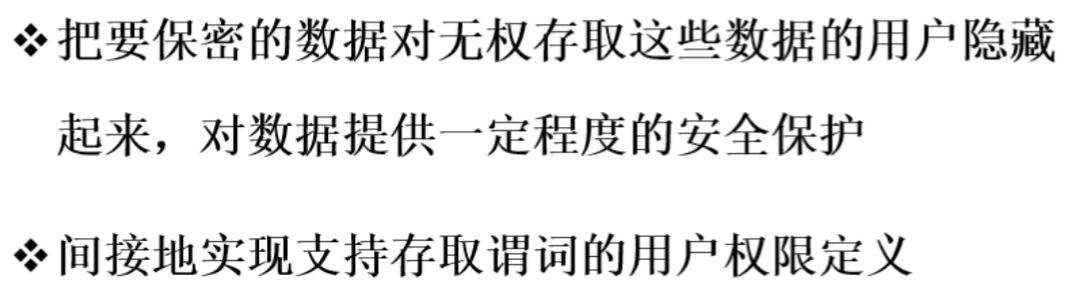 ❖把要保密的数据对无权存取这些数据的用户隐藏
起来，对数据提供一定程度的安全保护
❖间接地实现支持存取谓词的用户权限定义